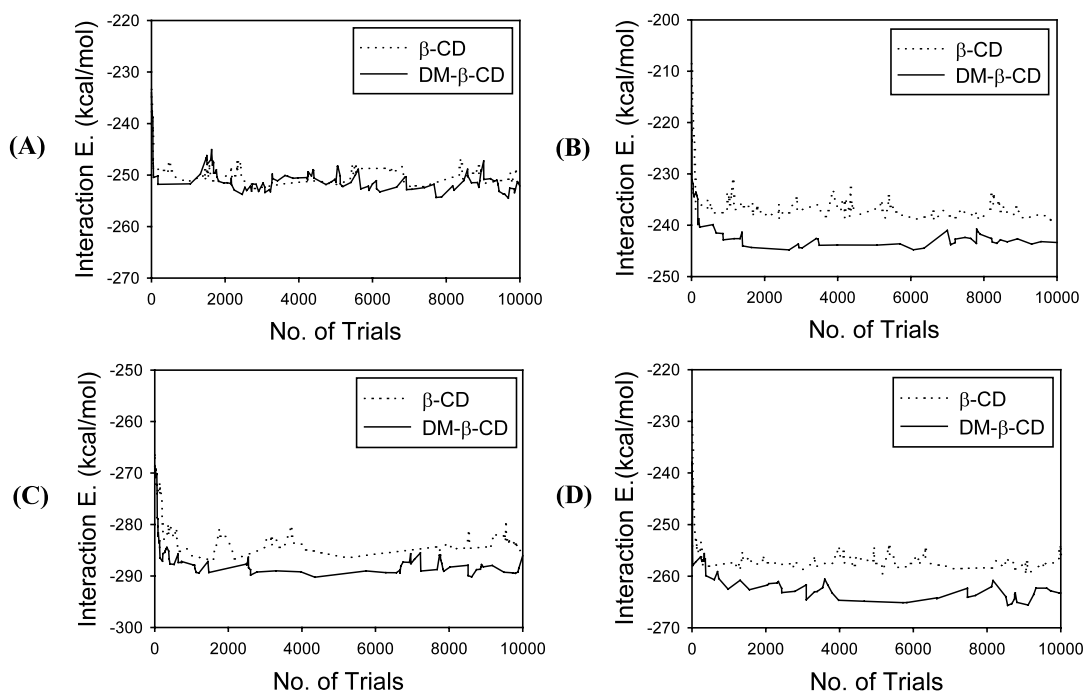 (A)
Interaction E. (kcal/mol)
-220
-230
-240
-250
-260
-270
β-CD
DM-β-CD
0
2000
4000
6000
8000
10000
No. of Trials
(B)
Interaction E. (kcal/mol)
-200
-210
-220
-230
-240
-250
β-CD
DM-β-CD
0
2000
4000
6000
8000
10000
No. of Trials
(C)
Interaction E. (kcal/mol)
-250
-260
-270
-280
-290
-300
β-CD
DM-β-CD
0
2000
4000
6000
8000
10000
No. of Trials
(D)
Interaction E.(kcal/mol)
-220
-230
-240
-250
-260
-270
β-CD
DM-β-CD
0
2000
4000
6000
8000
10000
No. of Trials